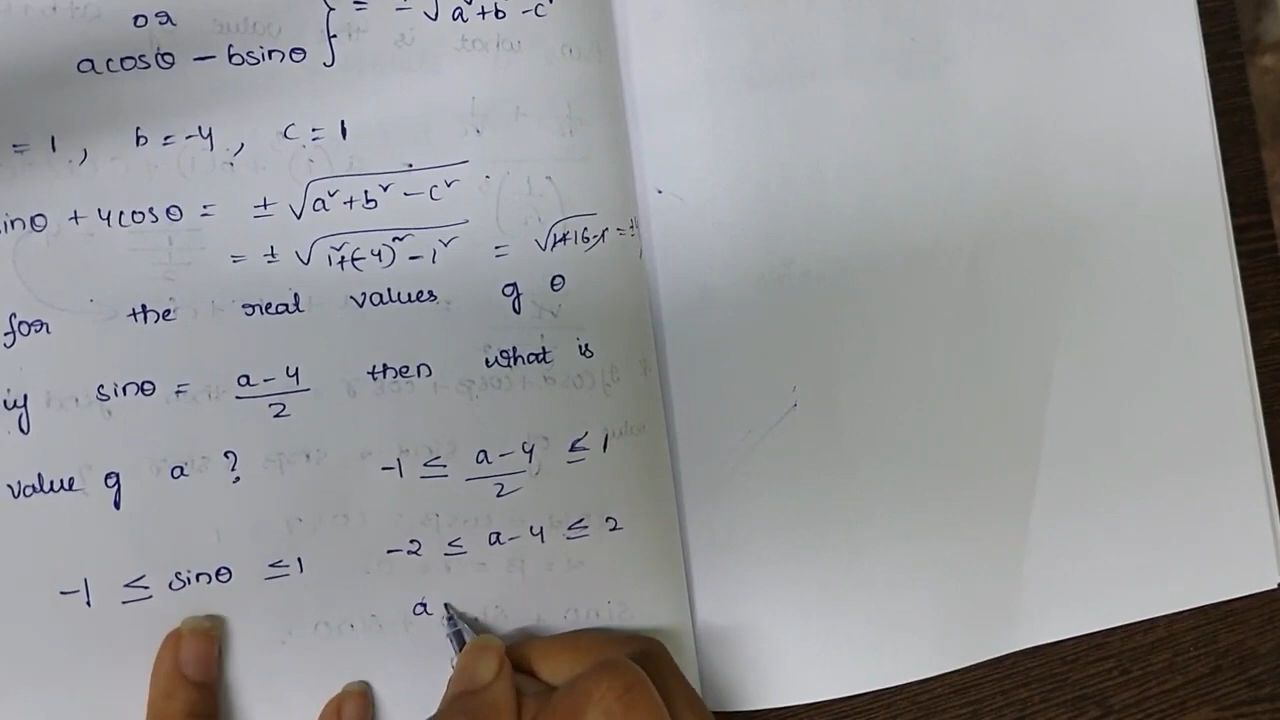 or } = ± √a²+b²-c²
acosθ - bsinθ
= 1, b = -4, c = 1
sinθ + 4cosθ = ± √a²+b²-c²
= ± √1²+(-4)²-1² = √1+16-1 = ±4
for the real values of θ
if sinθ = a-4/2 then what is
value of a ? -1 ≤ a-4/2 ≤ 1
-2 ≤ a-4 ≤ 2
-1 ≤ sinθ ≤ 1
a